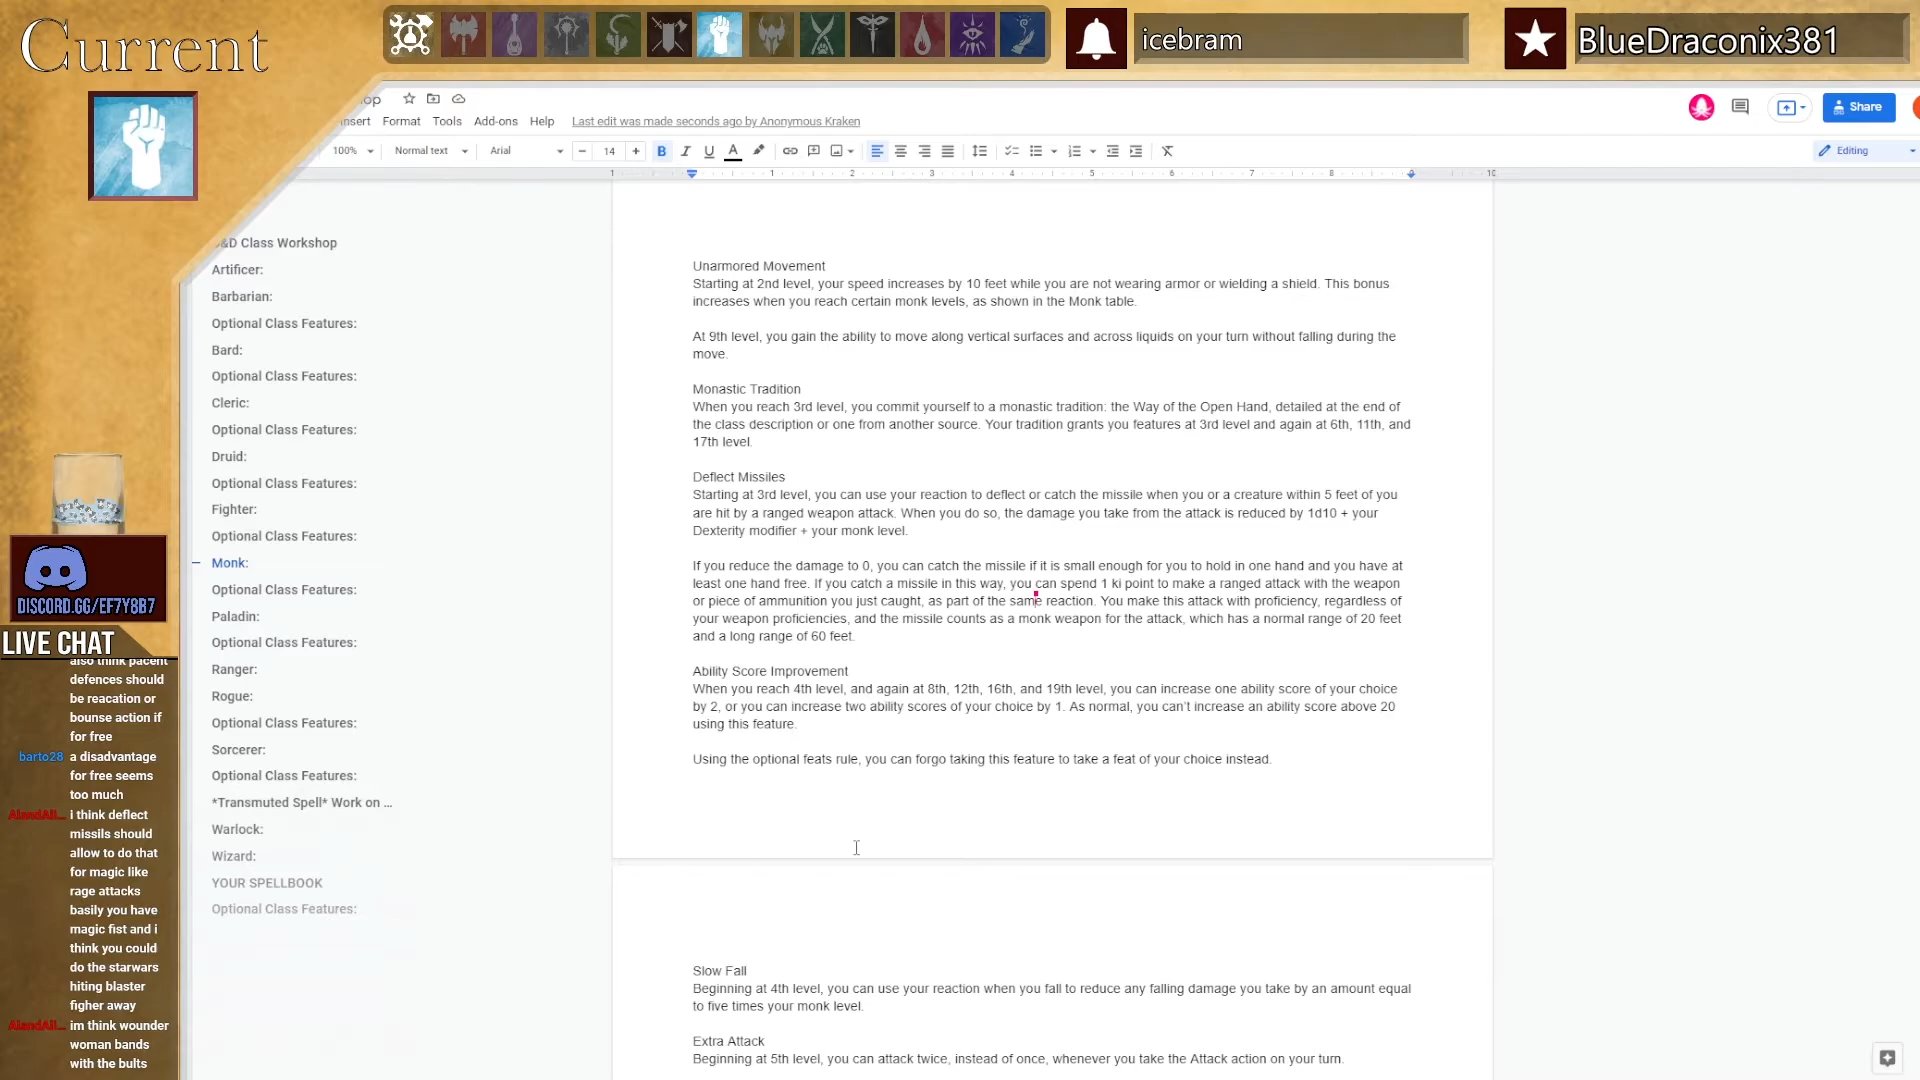 Current
icebram
BlueDraconix381
op
nsert Format Tools Add-ons Help Last edit was made seconds ago by Anonymous Kraken
Share
100% Normal text Arial 14 B I U A Editing
1 1 2 3 4 5 6 7 8 9 10
&D Class Workshop
Artificer:
Barbarian:
Optional Class Features:
Bard:
Optional Class Features:
Cleric:
Optional Class Features:
Druid:
Optional Class Features:
Fighter:
Optional Class Features:
Monk:
Optional Class Features:
Paladin:
Optional Class Features:
Ranger:
Rogue:
Optional Class Features:
Sorcerer:
Optional Class Features:
*Transmuted Spell* Work on ...
Warlock:
Wizard:
YOUR SPELLBOOK
Optional Class Features:
Unarmored Movement
Starting at 2nd level, your speed increases by 10 feet while you are not wearing armor or wielding a shield. This bonus
increases when you reach certain monk levels, as shown in the Monk table.
At 9th level, you gain the ability to move along vertical surfaces and across liquids on your turn without falling during the
move.
Monastic Tradition
When you reach 3rd level, you commit yourself to a monastic tradition: the Way of the Open Hand, detailed at the end of
the class description or one from another source. Your tradition grants you features at 3rd level and again at 6th, 11th, and
17th level.
Deflect Missiles
Starting at 3rd level, you can use your reaction to deflect or catch the missile when you or a creature within 5 feet of you
are hit by a ranged weapon attack. When you do so, the damage you take from the attack is reduced by 1d10 + your
Dexterity modifier + your monk level.
If you reduce the damage to 0, you can catch the missile if it is small enough for you to hold in one hand and you have at
least one hand free. If you catch a missile in this way, you can spend 1 ki point to make a ranged attack with the weapon
or piece of ammunition you just caught, as part of the same reaction. You make this attack with proficiency, regardless of
your weapon proficiencies, and the missile counts as a monk weapon for the attack, which has a normal range of 20 feet
and a long range of 60 feet.
Ability Score Improvement
When you reach 4th level, and again at 8th, 12th, 16th, and 19th level, you can increase one ability score of your choice
by 2, or you can increase two ability scores of your choice by 1. As normal, you can't increase an ability score above 20
using this feature.
Using the optional feats rule, you can forgo taking this feature to take a feat of your choice instead.
Slow Fall
Beginning at 4th level, you can use your reaction when you fall to reduce any falling damage you take by an amount equal
to five times your monk level.
Extra Attack
Beginning at 5th level, you can attack twice, instead of once, whenever you take the Attack action on your turn.
DISCORD.GG/EF7Y8B7
LIVE CHAT
also think pacent
defences should
be reacation or
bounse action if
for free
barto28 a disadvantage
for free seems
too much
AlandAli... i think deflect
missils should
allow to do that
for magic like
rage attacks
basily you have
magic fist and i
think you could
do the starwars
hiting blaster
figher away
AlandAli... im think wounder
woman bands
with the bults